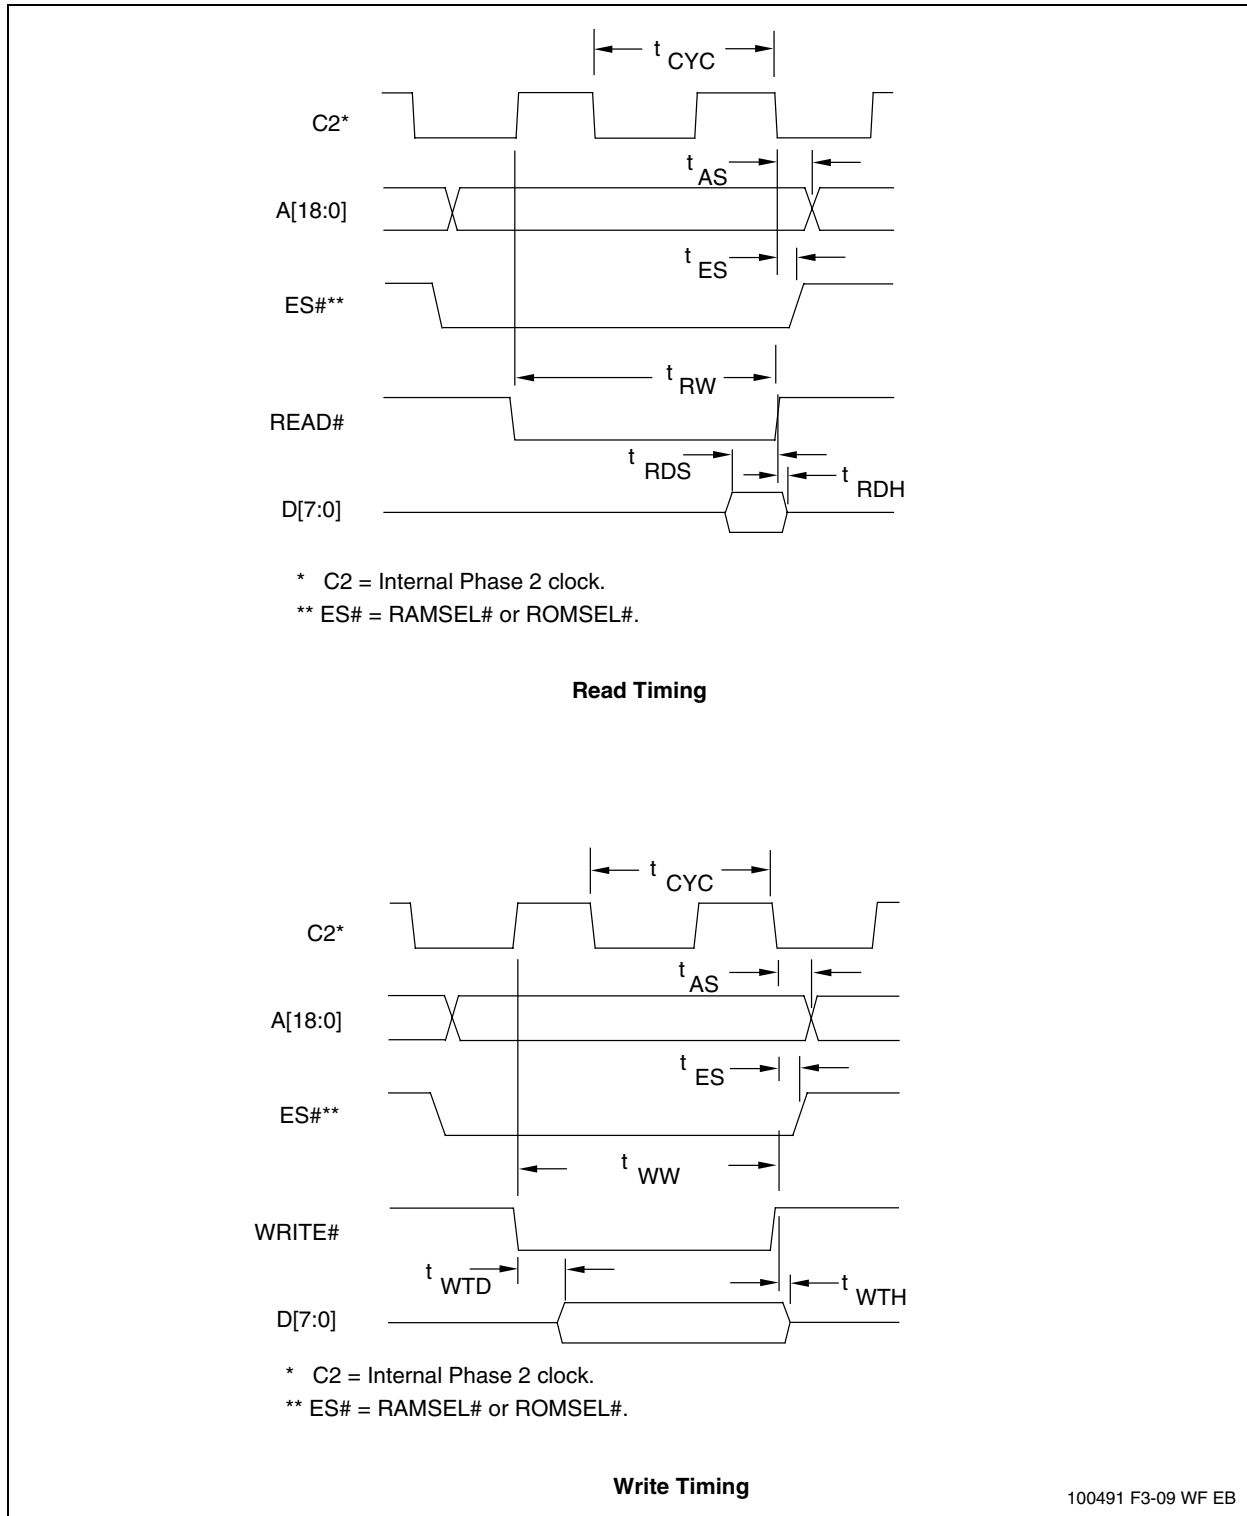 t CYC
C2*
t AS
A[18:0]
t ES
ES#**
t RW
READ#
t RDS
t RDH
D[7:0]
* C2 = Internal Phase 2 clock.
** ES# = RAMSEL# or ROMSEL#.
Read Timing
t CYC
C2*
t AS
A[18:0]
t ES
ES#**
t WW
WRITE#
t WTD
t WTH
D[7:0]
* C2 = Internal Phase 2 clock.
** ES# = RAMSEL# or ROMSEL#.
Write Timing
100491 F3-09 WF EB